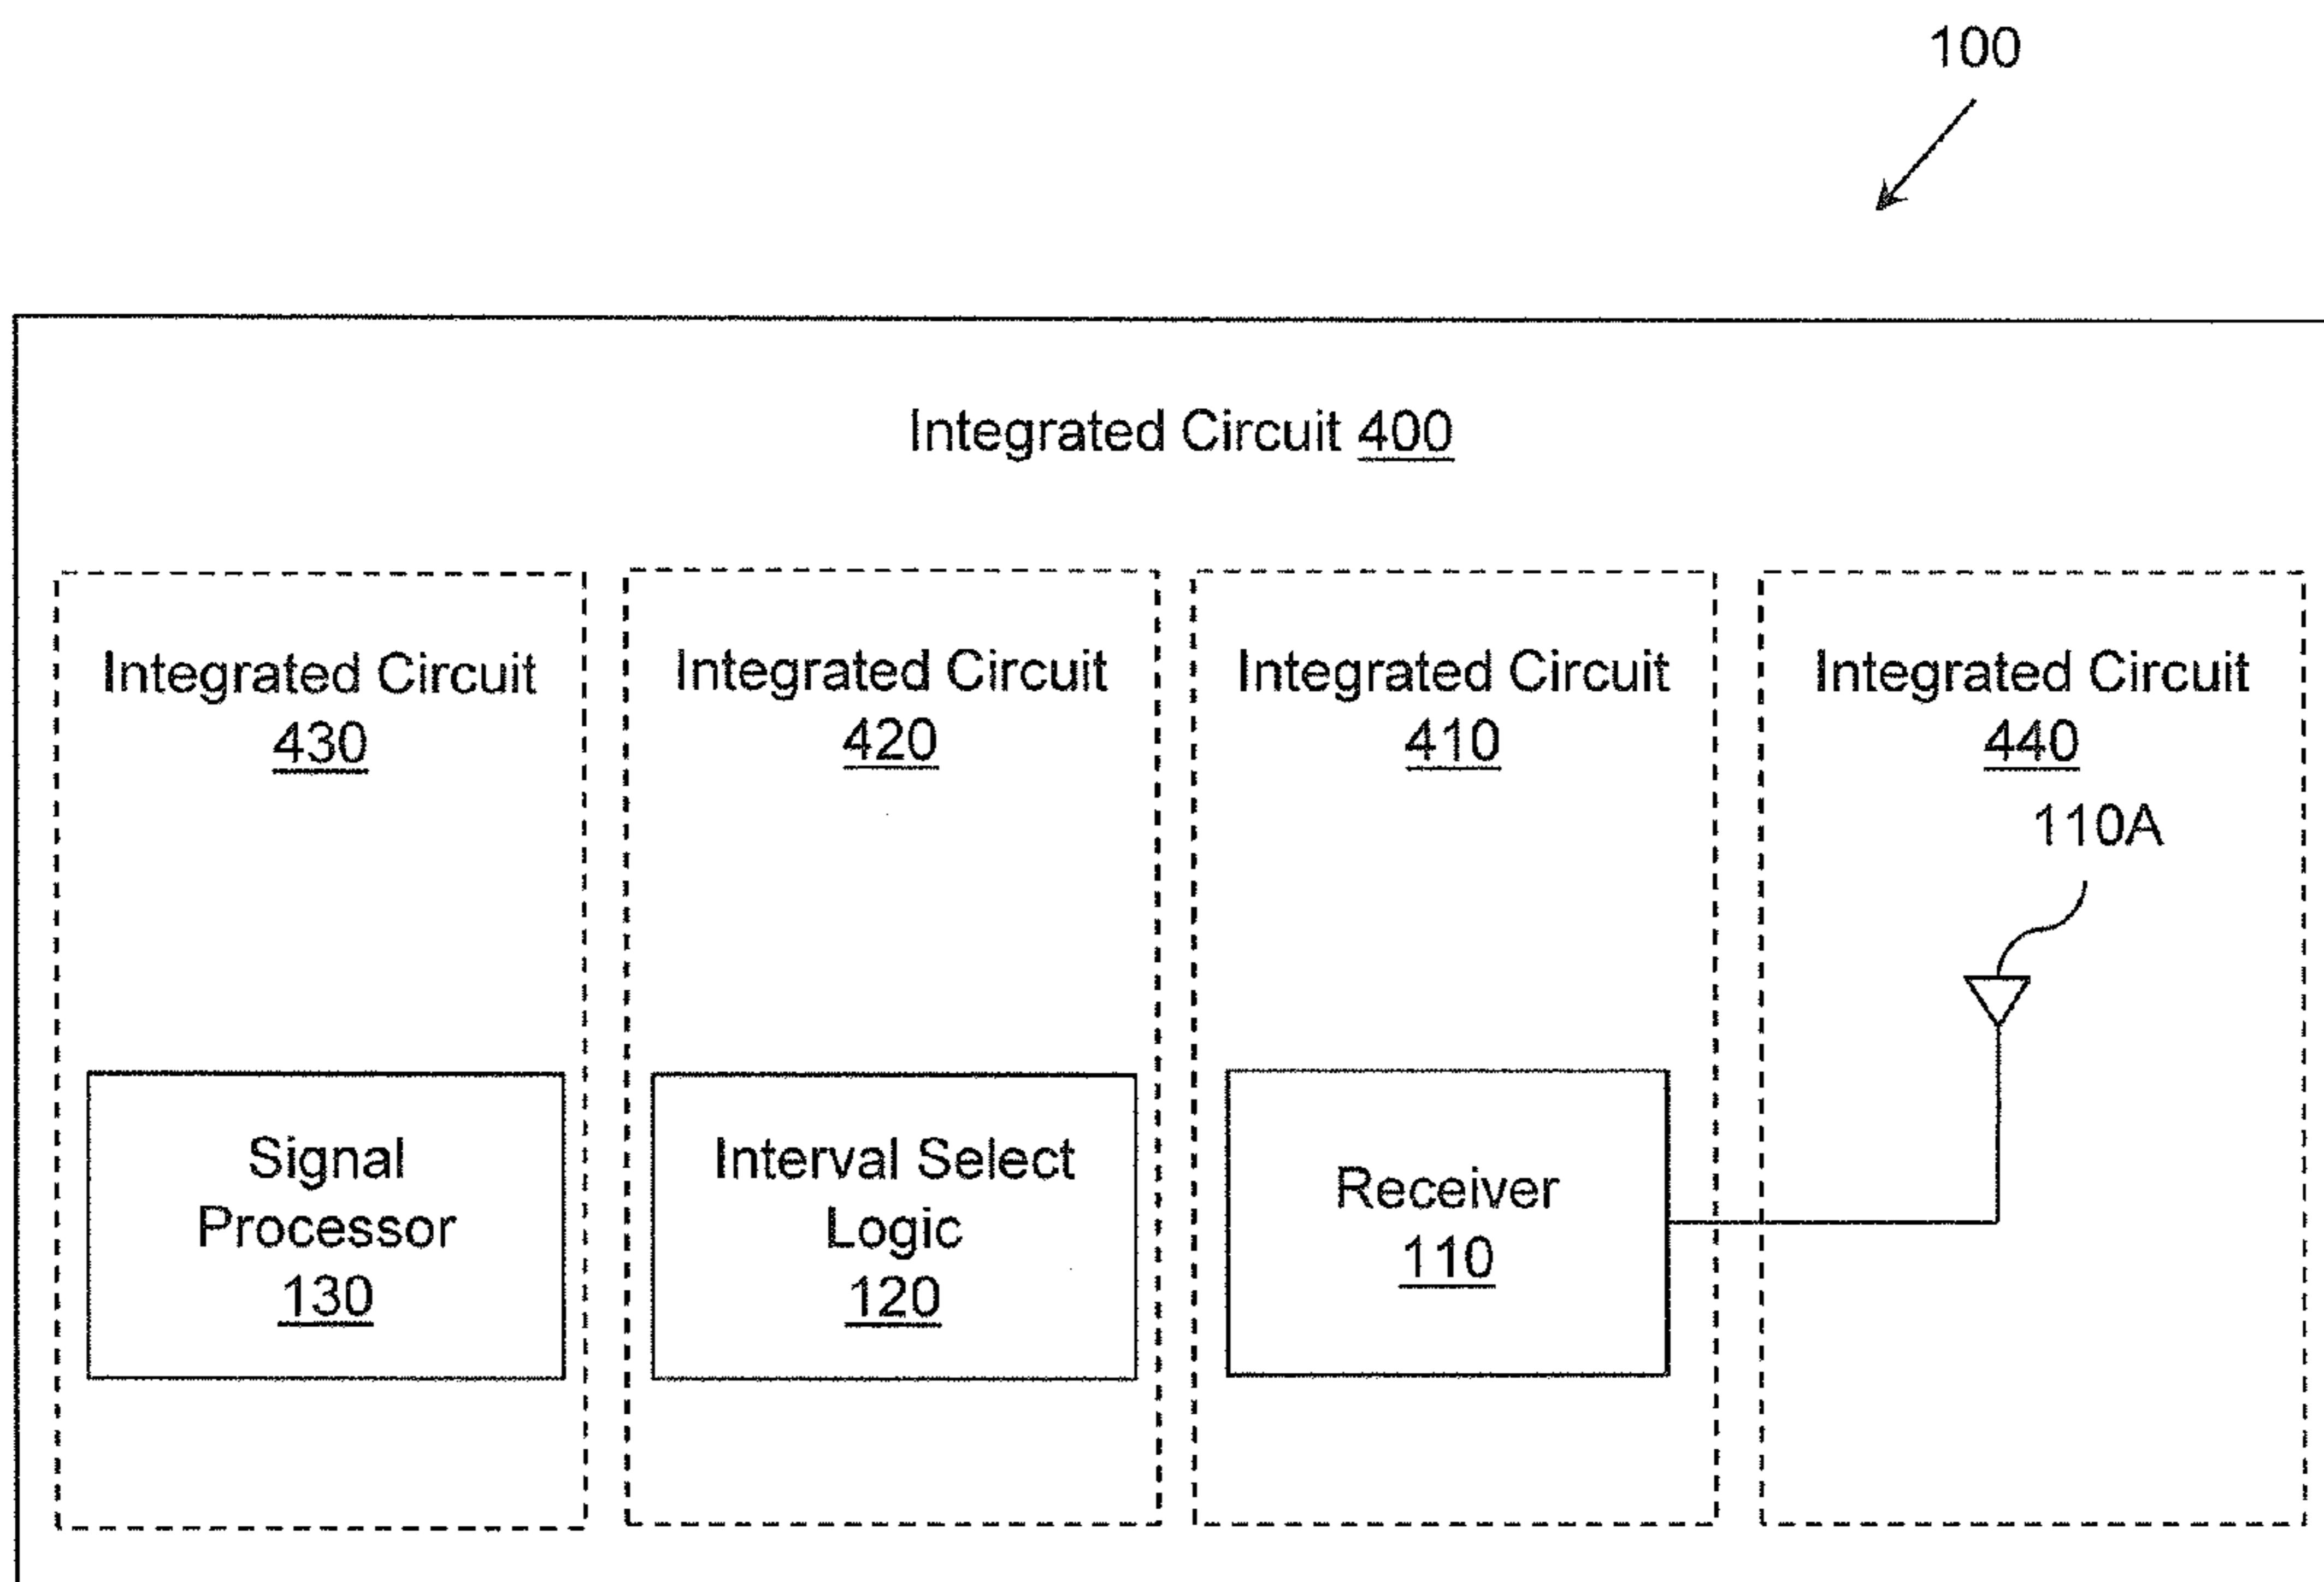 100
Integrated Circuit 400
Integrated Circuit
430
Integrated Circuit
420
Integrated Circuit
410
Integrated Circuit
440
110A
Signal
Processor
130
Interval Select
Logic
120
Receiver
110